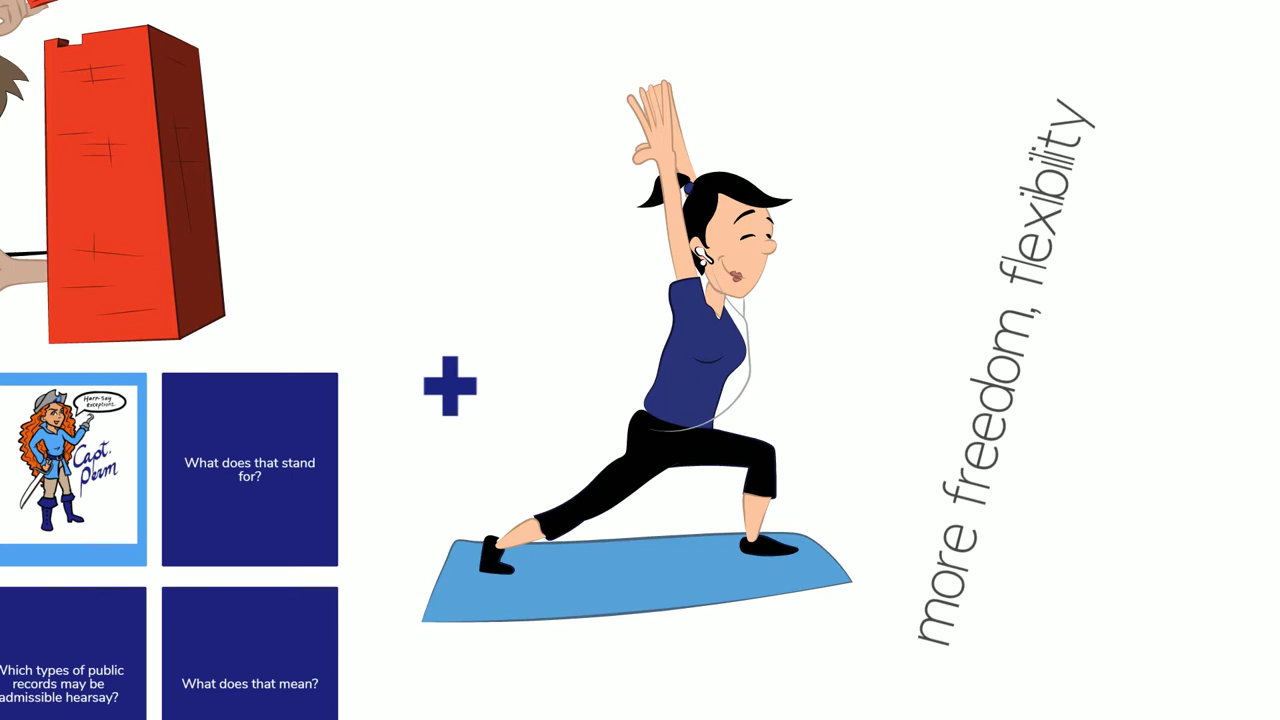 Harr-say
exceptions.
Capt.
Perm
What does that stand
for?
Which types of public
records may be
admissible hearsay?
What does that mean?
more freedom, flexibility